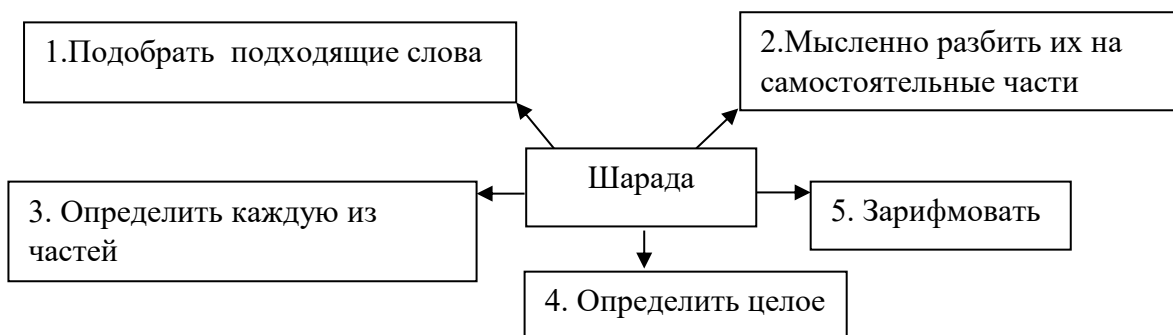 1.Подобрать  подходящие слова
2.Мысленно разбить их на
самостоятельные части
Шарада
3. Определить каждую из
частей
5. Зарифмовать
4. Определить целое